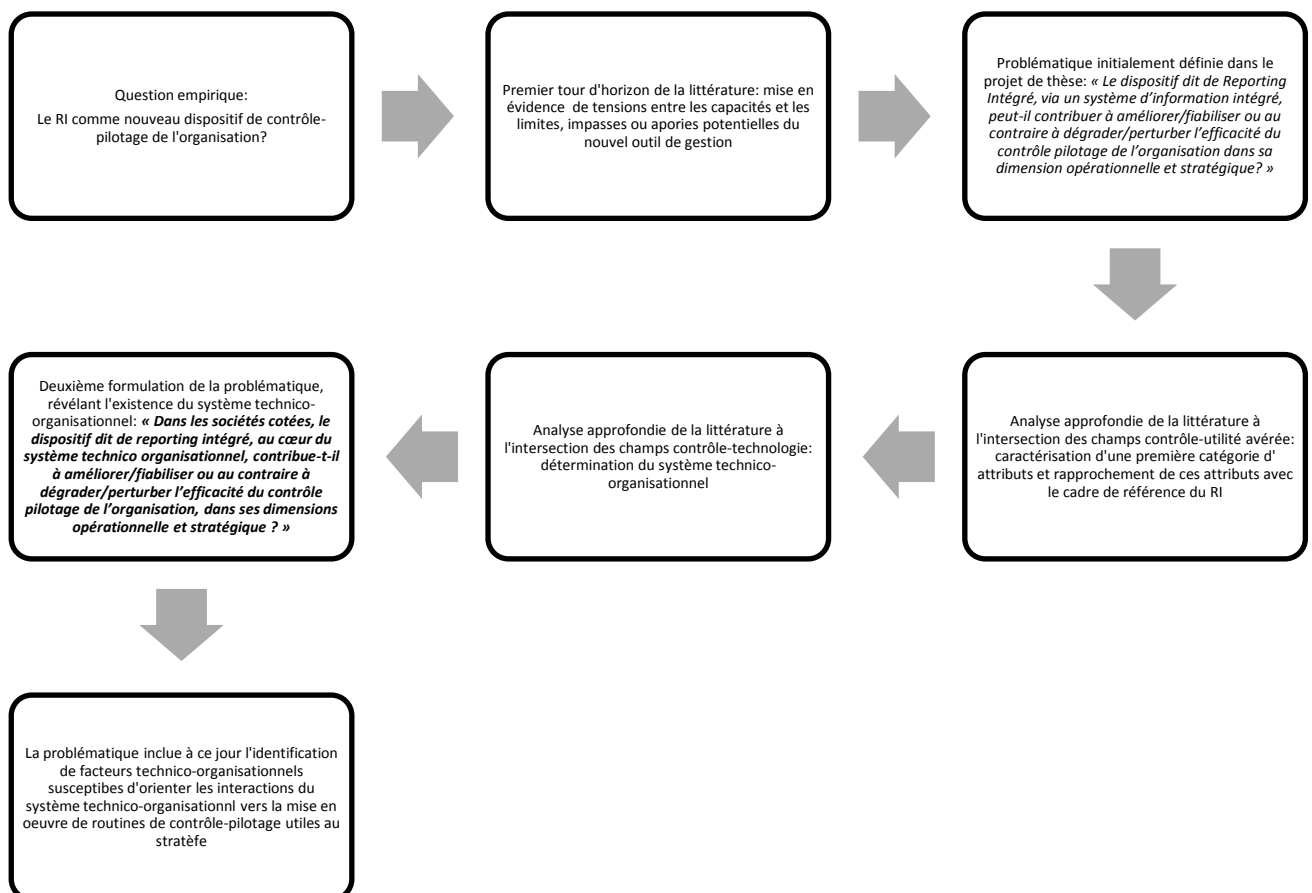 Question empirique:
Le RI comme nouveau dispositif de contrôle-
pilotage de l'organisation?
Premier tour d'horizon de la littérature: mise en
évidence de tensions entre les capacités et les
limites, impasses ou apories potentielles du
nouvel outil de gestion
Problématique initialement définie dans le
projet de thèse: « Le dispositif dit de Reporting
Intégré, via un système d'information intégré,
peut-il contribuer à améliorer/fiabiliser ou au
contraire à dégrader/perturber l'efficacité du
contrôle pilotage de l'organisation dans sa
dimension opérationnelle et stratégique? »
Analyse approfondie de la littérature à
l'intersection des champs contrôle-utilité avérée:
caractérisation d'une première catégorie d'
attributs et rapprochement de ces attributs avec
le cadre de référence du RI
Analyse approfondie de la littérature à
l'intersection des champs contrôle-technologie:
détermination du système technico-
organisationnel
Deuxième formulation de la problématique,
révélant l'existence du système technico-
organisationnel: « Dans les sociétés cotées, le
dispositif dit de reporting intégré, au cœur du
système technico organisationnel, contribue-t-il
à améliorer/fiabiliser ou au contraire à
dégrader/perturber l'efficacité du contrôle
pilotage de l'organisation, dans ses dimensions
opérationnelle et stratégique ? »
La problématique inclue à ce jour l'identification
de facteurs technico-organisationnels
susceptibes d'orienter les interactions du
système technico-organisationnl vers la mise en
oeuvre de routines de contrôle-pilotage utiles au
stratèfe